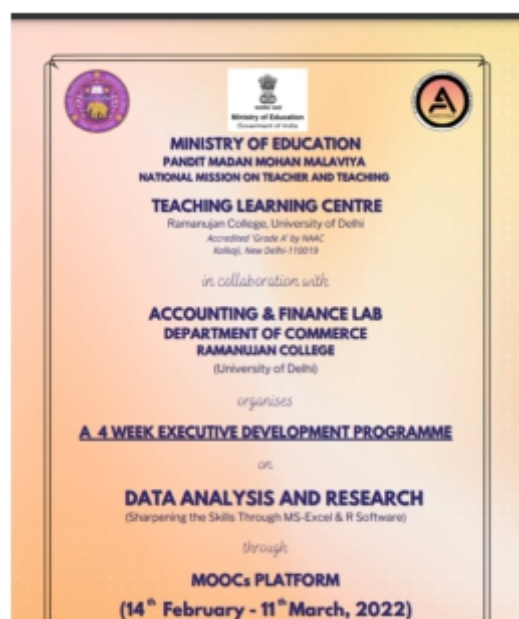 Ministry of Education
Government of India
MINISTRY OF EDUCATION
PANDIT MADAN MOHAN MALAVIYA
NATIONAL MISSION ON TEACHER AND TEACHING
TEACHING LEARNING CENTRE
Ramanujan College, University of Delhi
Accredited 'Grade A' by NAAC
Kalkaji, New Delhi-110019
in collaboration with
ACCOUNTING & FINANCE LAB
DEPARTMENT OF COMMERCE
RAMANUJAN COLLEGE
(University of Delhi)
organises
A 4 WEEK EXECUTIVE DEVELOPMENT PROGRAMME
on
DATA ANALYSIS AND RESEARCH
(Sharpening the Skills Through MS-Excel & R Software)
through
MOOCs PLATFORM
(14th February - 11th March, 2022)